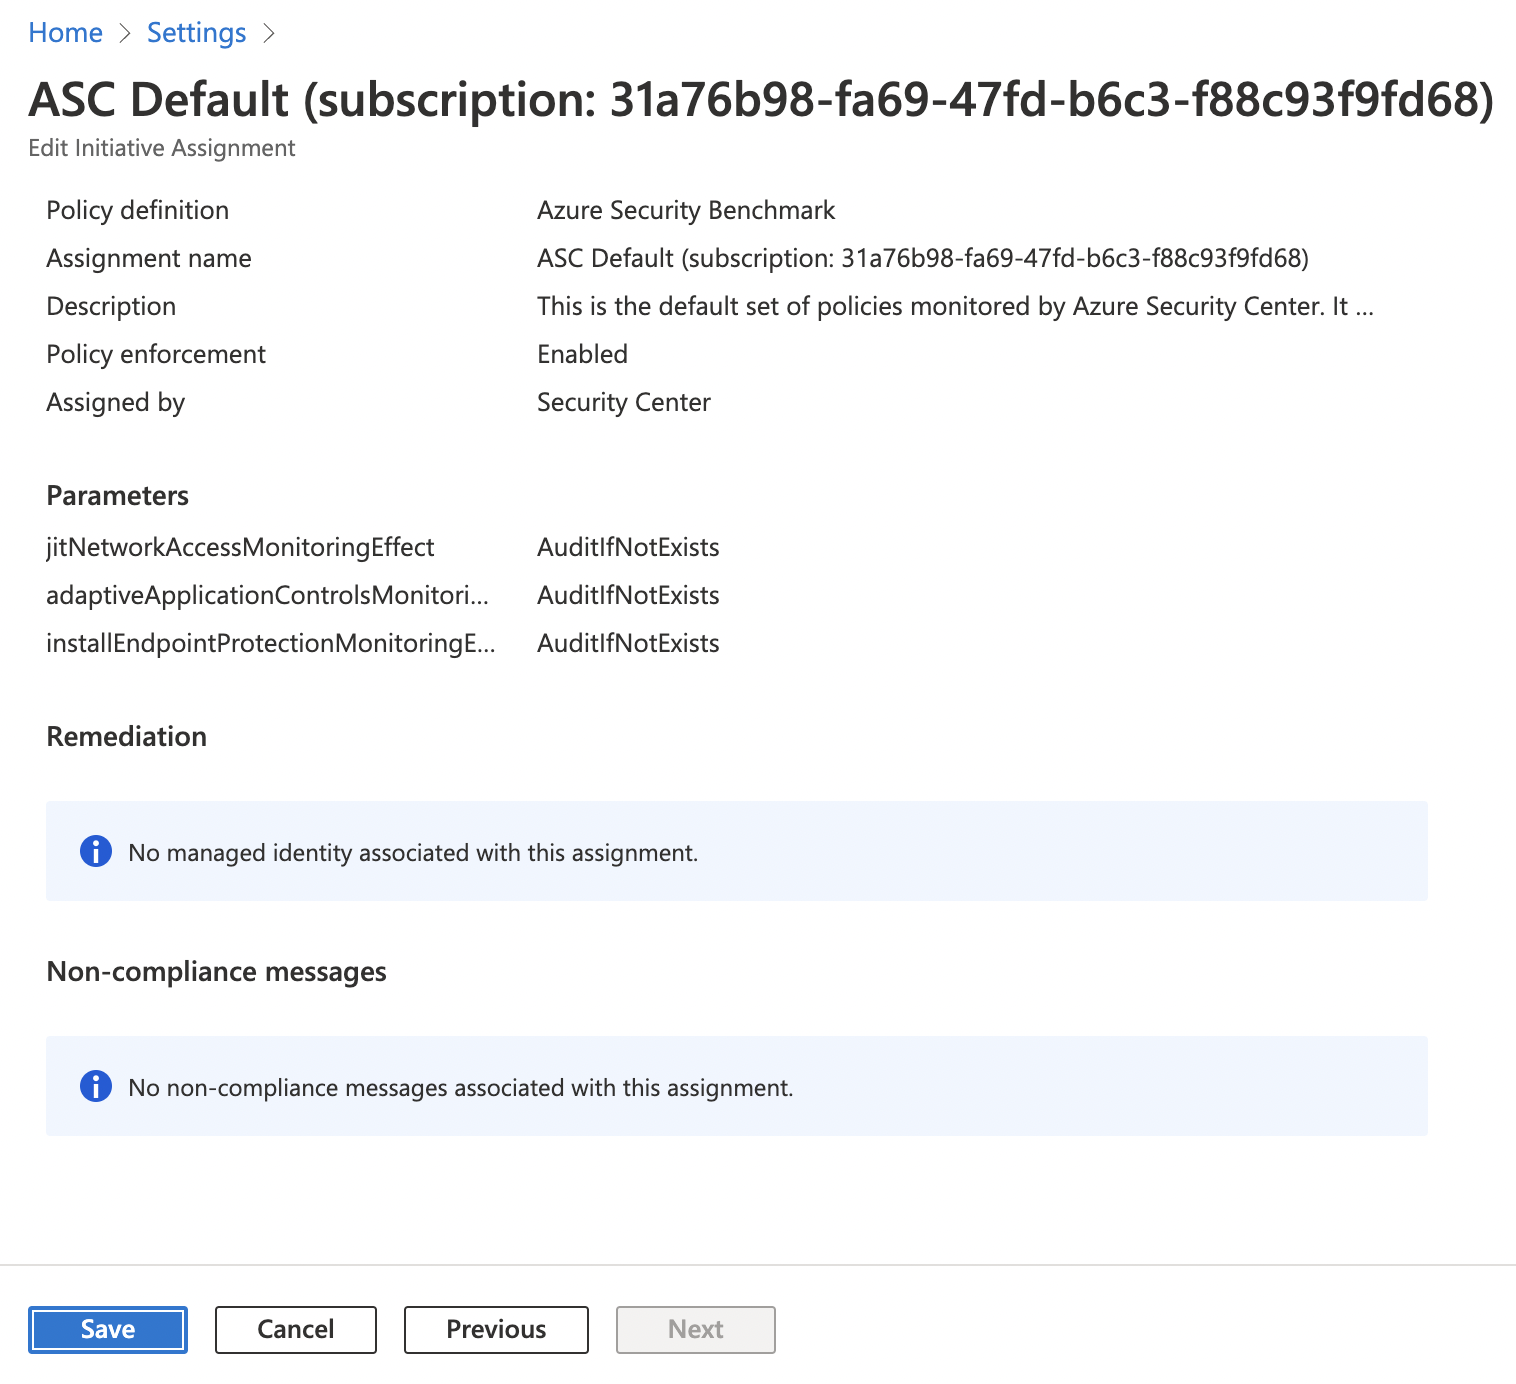 Home > Settings >
ASC Default (subscription: 31a76b98-fa69-47fd-b6c3-f88c93f9fd68)
Edit Initiative Assignment
Policy definition Azure Security Benchmark
Assignment name ASC Default (subscription: 31a76b98-fa69-47fd-b6c3-f88c93f9fd68)
Description This is the default set of policies monitored by Azure Security Center. It ...
Policy enforcement Enabled
Assigned by Security Center
Parameters
jitNetworkAccessMonitoringEffect AuditIfNotExists
adaptiveApplicationControlsMonitori... AuditIfNotExists
installEndpointProtectionMonitoringE... AuditIfNotExists
Remediation
No managed identity associated with this assignment.
Non-compliance messages
No non-compliance messages associated with this assignment.
Save Cancel Previous Next